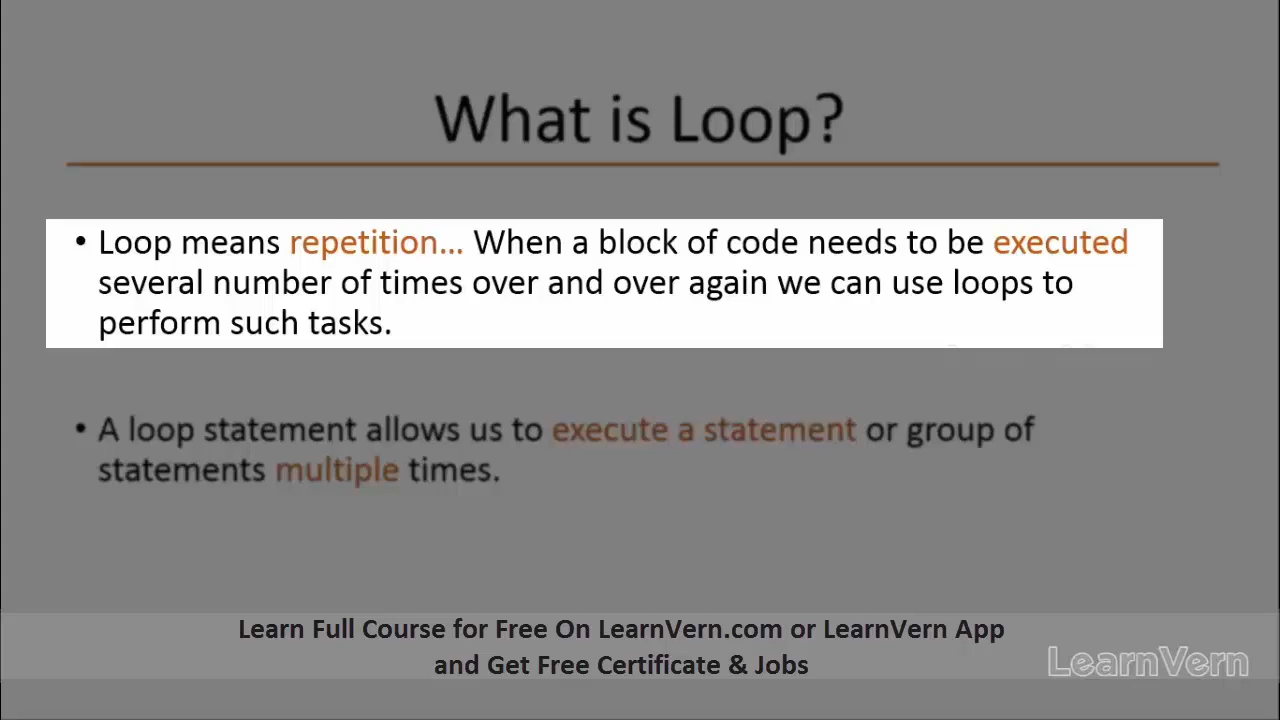 What is Loop?
• Loop means repetition... When a block of code needs to be executed
several number of times over and over again we can use loops to
perform such tasks.
• A loop statement allows us to execute a statement or group of
statements multiple times.
Learn Full Course for Free On LearnVern.com or LearnVern App
and Get Free Certificate & Jobs
LearnVern